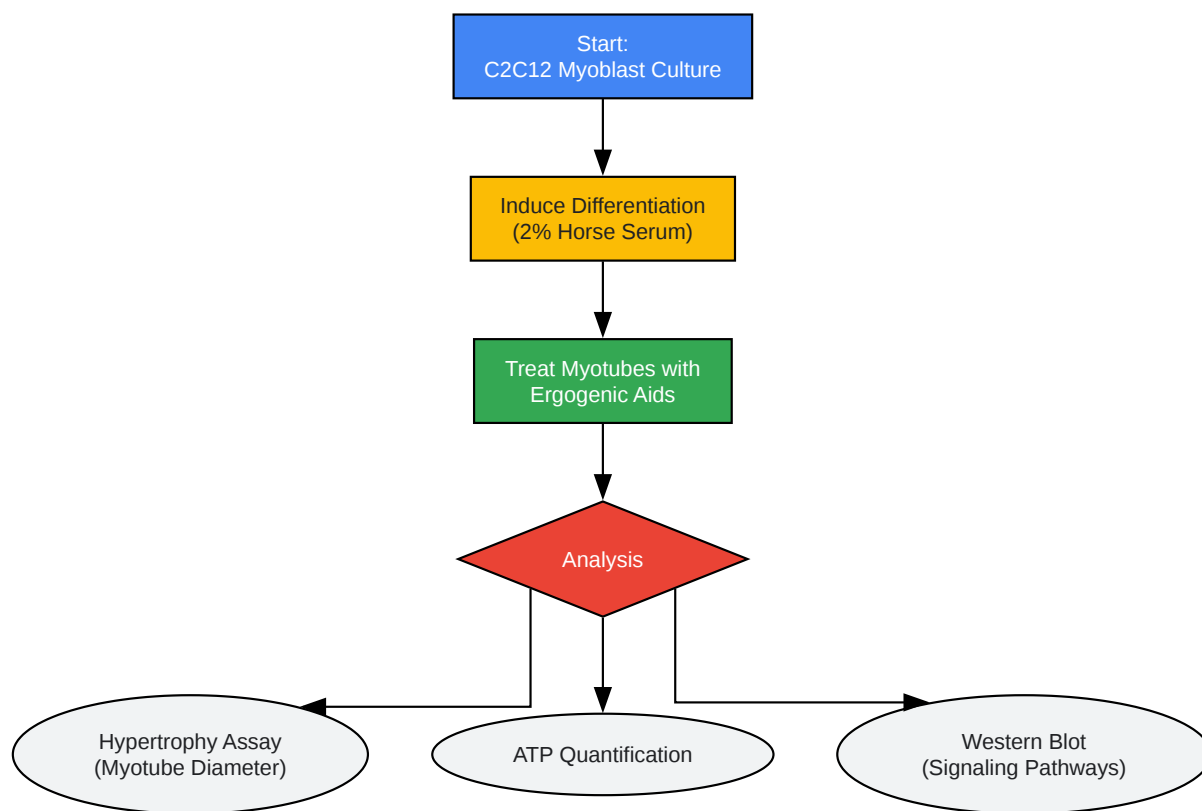 Start:
C2C12 Myoblast Culture
Induce Differentiation
(2% Horse Serum)
Treat Myotubes with
Ergogenic Aids
Analysis
Hypertrophy Assay
(Myotube Diameter)
ATP Quantification
Western Blot
(Signaling Pathways)